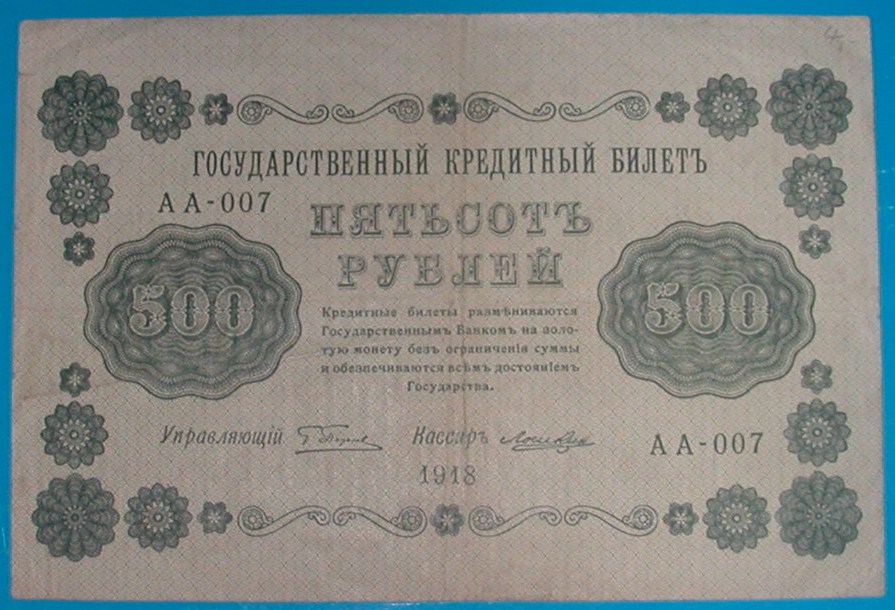 ГОСУДАРСТВЕННЫЙ КРЕДИТНЫЙ БИЛЕТЪ
АА-007
ПЯТЬСОТЪ
РУБЛЕЙ
500
500
Кредитные билеты размѣниваются
Государственнымъ Банкомъ на золо-
тую монету безъ ограниченія суммы
и обезпечиваются всѣмъ достояніемъ
Государства.
Управляющій
Кассиръ
АА-007
1918